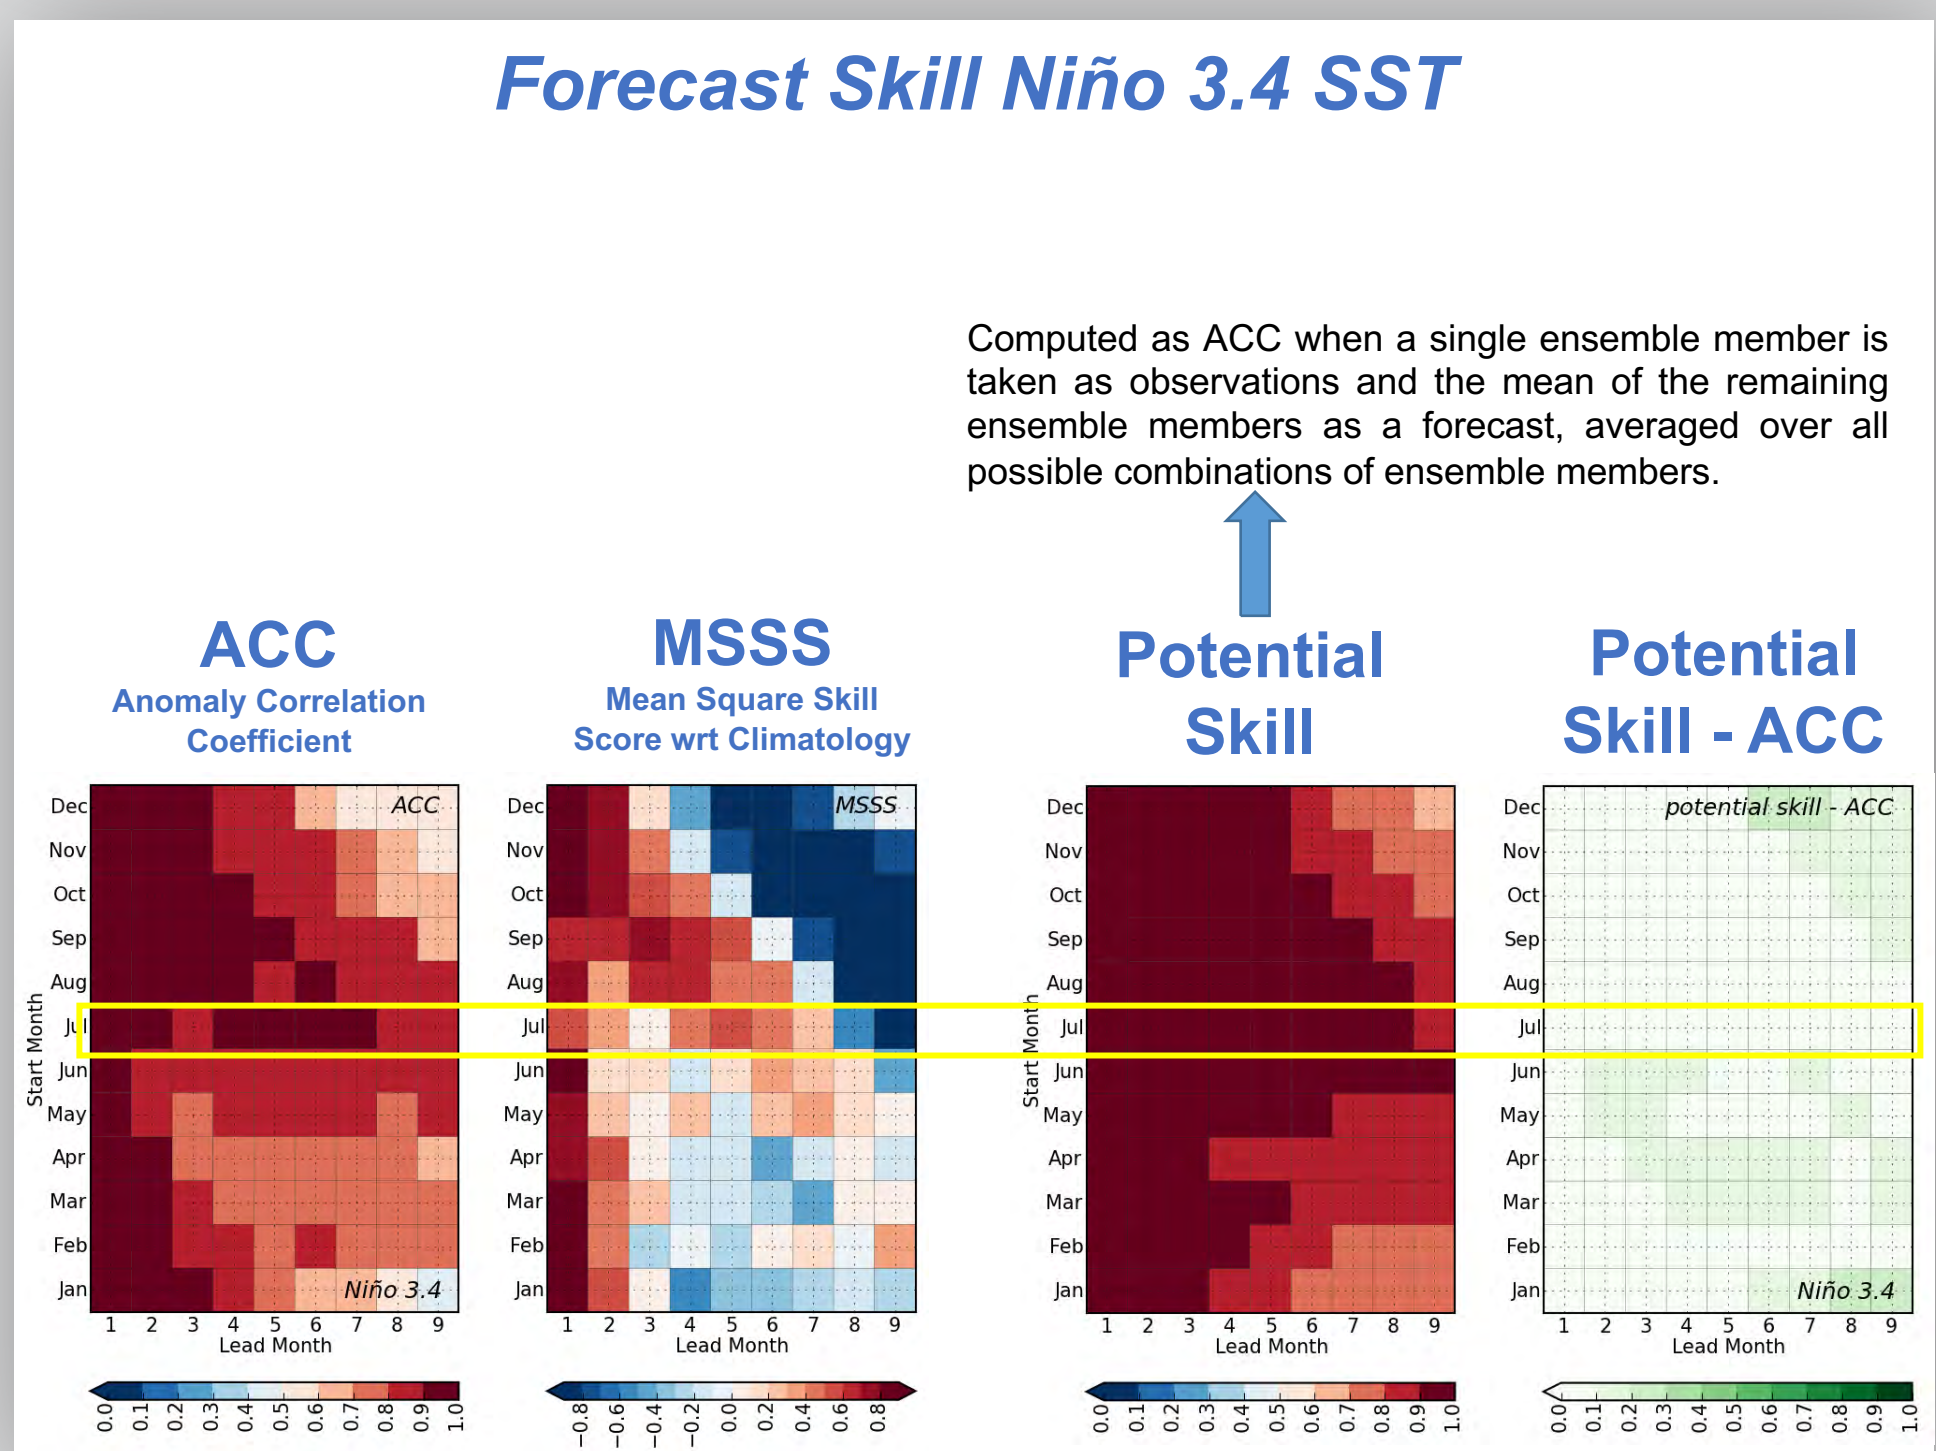 Forecast Skill Niño 3.4 SST
Computed as ACC when a single ensemble member is
taken as observations and the mean of the remaining
ensemble members as a forecast, averaged over all
possible combinations of ensemble members.
ACC
Anomaly Correlation
Coefficient
MSSS
Mean Square Skill
Score wrt Climatology
Potential
Skill
Potential
Skill - ACC
Start Month
Dec
Nov
Oct
Sep
Aug
Jul
Jun
May
Apr
Mar
Feb
Jan
ACC
Niño 3.4
1 2 3 4 5 6 7 8 9
Lead Month
0.0 0.1 0.2 0.3 0.4 0.5 0.6 0.7 0.8 0.9 1.0
Dec
Nov
Oct
Sep
Aug
Jul
Jun
May
Apr
Mar
Feb
Jan
MSSS
1 2 3 4 5 6 7 8 9
Lead Month
−0.8 −0.6 −0.4 −0.2 0.0 0.2 0.4 0.6 0.8
Start Month
Dec
Nov
Oct
Sep
Aug
Jul
Jun
May
Apr
Mar
Feb
Jan
1 2 3 4 5 6 7 8 9
Lead Month
0.0 0.1 0.2 0.3 0.4 0.5 0.6 0.7 0.8 0.9 1.0
Dec
Nov
Oct
Sep
Aug
Jul
Jun
May
Apr
Mar
Feb
Jan
potential skill - ACC
Niño 3.4
1 2 3 4 5 6 7 8 9
Lead Month
0.0 0.1 0.2 0.3 0.4 0.5 0.6 0.7 0.8 0.9 1.0